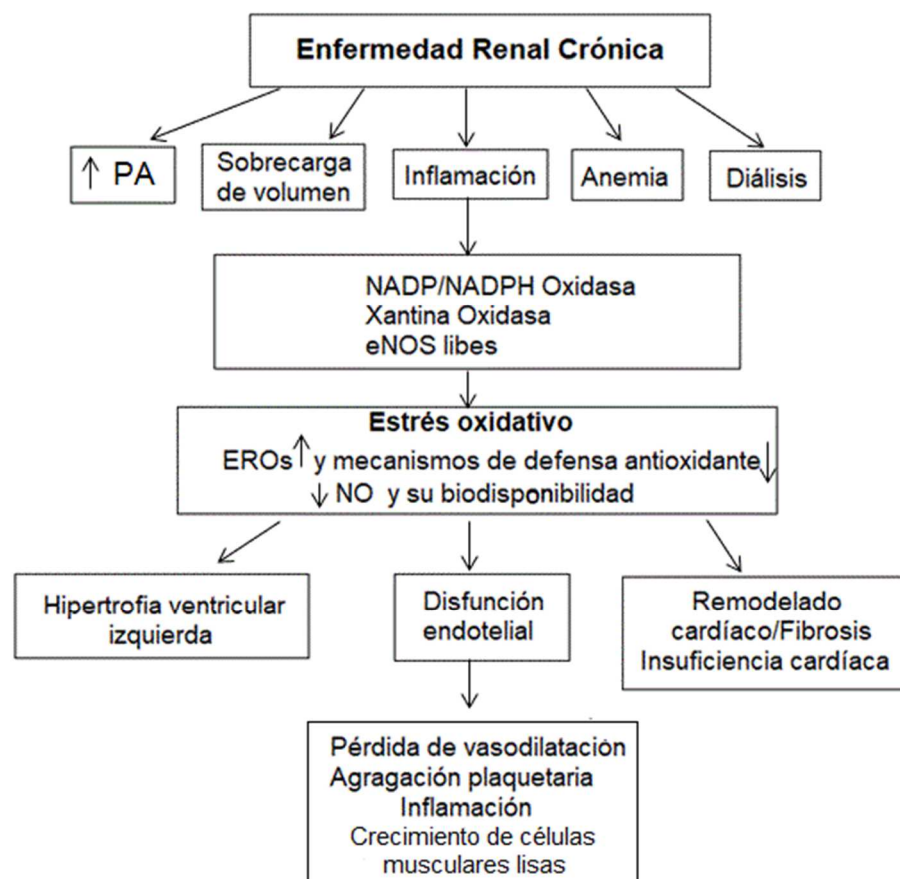 Enfermedad Renal Crónica
↑ PA
Sobrecarga
de volumen
Inflamación
Anemia
Diálisis
NADP/NADPH Oxidasa
Xantina Oxidasa
eNOS libes
Estrés oxidativo
EROs↑ y mecanismos de defensa antioxidante↓
↓ NO y su biodisponibilidad
Hipertrofia ventricular
izquierda
Disfunción
endotelial
Remodelado
cardíaco/Fibrosis
Insuficiencia cardíaca
Pérdida de vasodilatación
Agragación plaquetaria
Inflamación
Crecimiento de células
musculares lisas